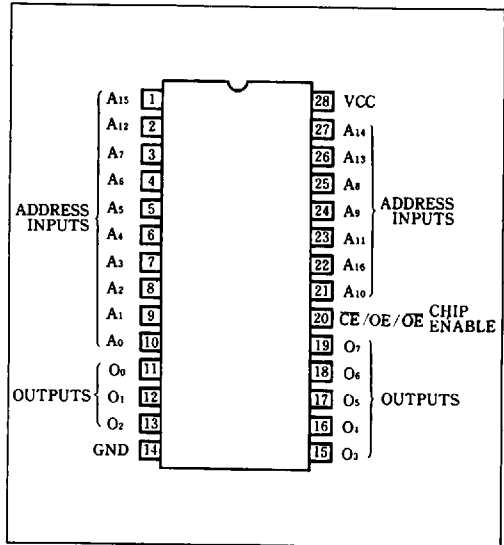 A15 1 28 VCC
A12 2 27 A14
A7 3 26 A13
A6 4 25 A8
ADDRESS INPUTS A5 5 24 A9 ADDRESS INPUTS
A4 6 23 A11
A3 7 22 A16
A2 8 21 A10
A1 9 20 C̅E̅/OE/O̅E̅ CHIP ENABLE
A0 10 19 O7
O0 11 18 O6
OUTPUTS O1 12 17 O5 OUTPUTS
O2 13 16 O4
GND 14 15 O3